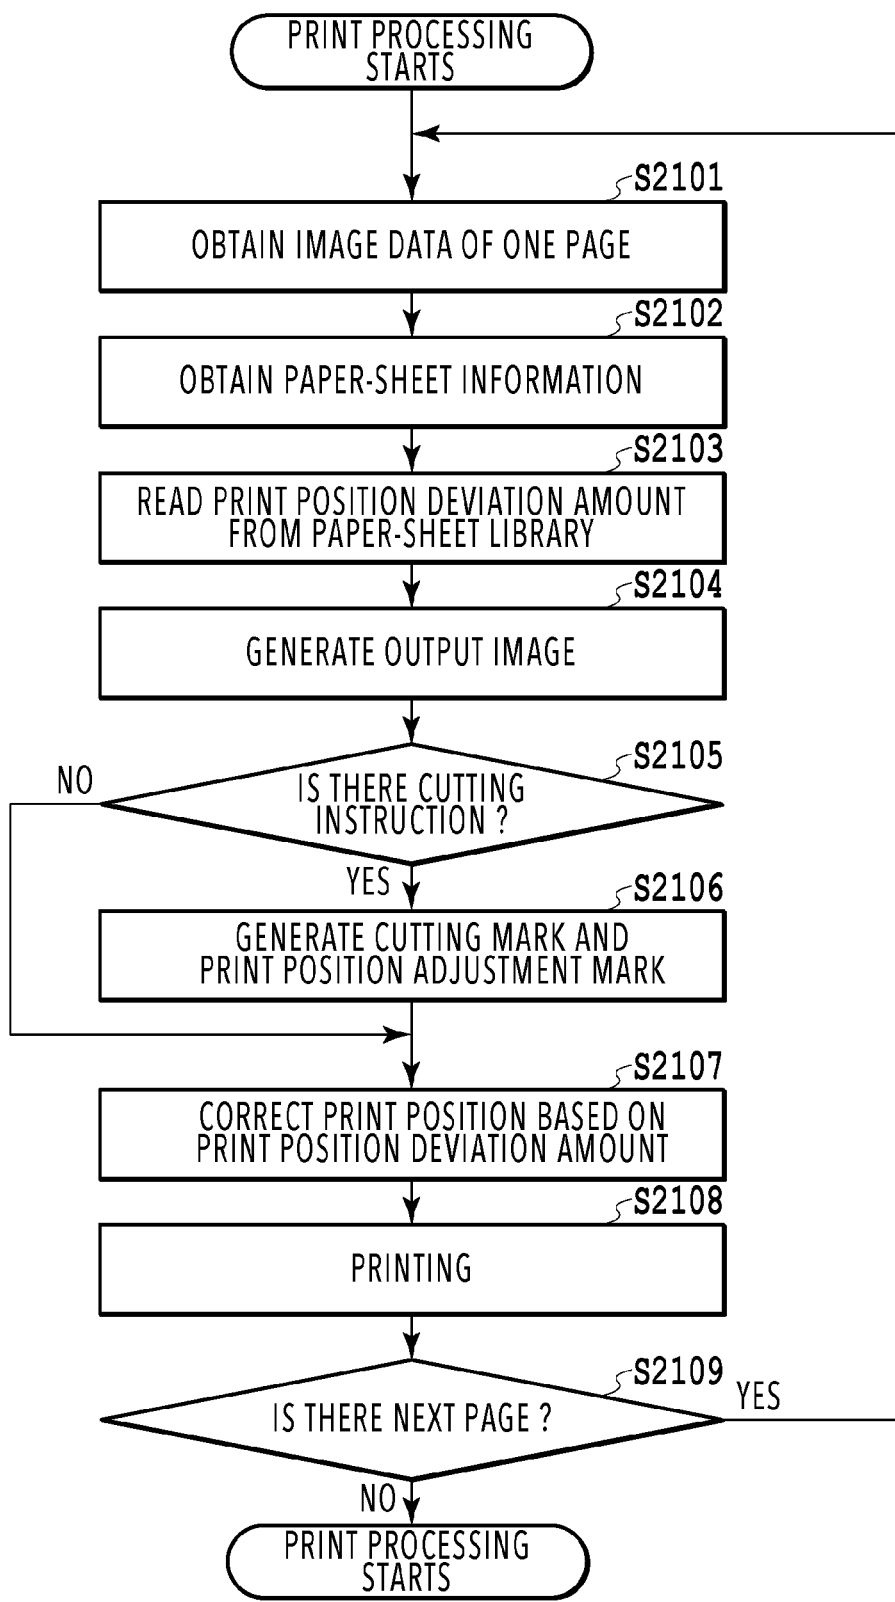 PRINT PROCESSING
STARTS
S2101
OBTAIN IMAGE DATA OF ONE PAGE
S2102
OBTAIN PAPER-SHEET INFORMATION
S2103
READ PRINT POSITION DEVIATION AMOUNT
FROM PAPER-SHEET LIBRARY
S2104
GENERATE OUTPUT IMAGE
S2105
NO
IS THERE CUTTING
INSTRUCTION ?
YES
S2106
GENERATE CUTTING MARK AND
PRINT POSITION ADJUSTMENT MARK
S2107
CORRECT PRINT POSITION BASED ON
PRINT POSITION DEVIATION AMOUNT
S2108
PRINTING
S2109
YES
IS THERE NEXT PAGE ?
NO
PRINT PROCESSING
STARTS